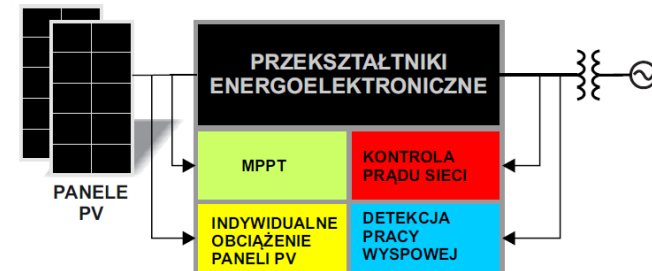 PRZEKSZTAŁTNIKI
ENERGOELEKTRONICZNE
MPPT
KONTROLA
PRĄDU SIECI
PANELE
PV
INDYWIDUALNE
OBCIĄŻENIE
PANELI PV
DETEKCJA
PRACY
WYSPOWEJ